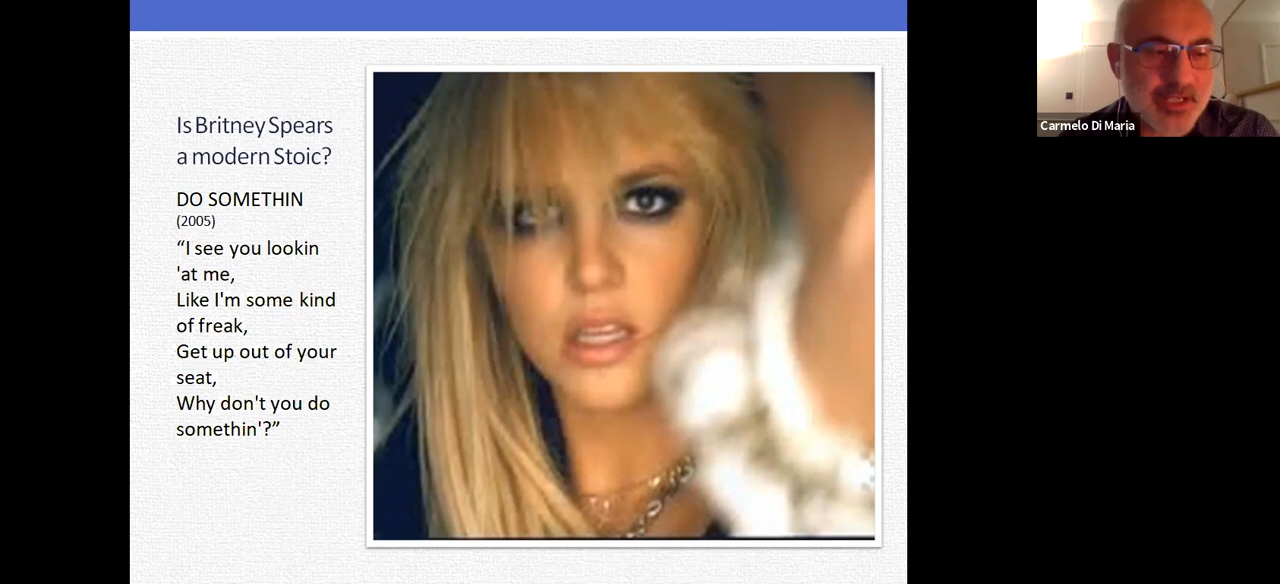 Is Britney Spears
a modern Stoic?
DO SOMETHIN
(2005)
“I see you lookin
'at me,
Like I'm some kind
of freak,
Get up out of your
seat,
Why don't you do
somethin'?”
Carmelo Di Maria